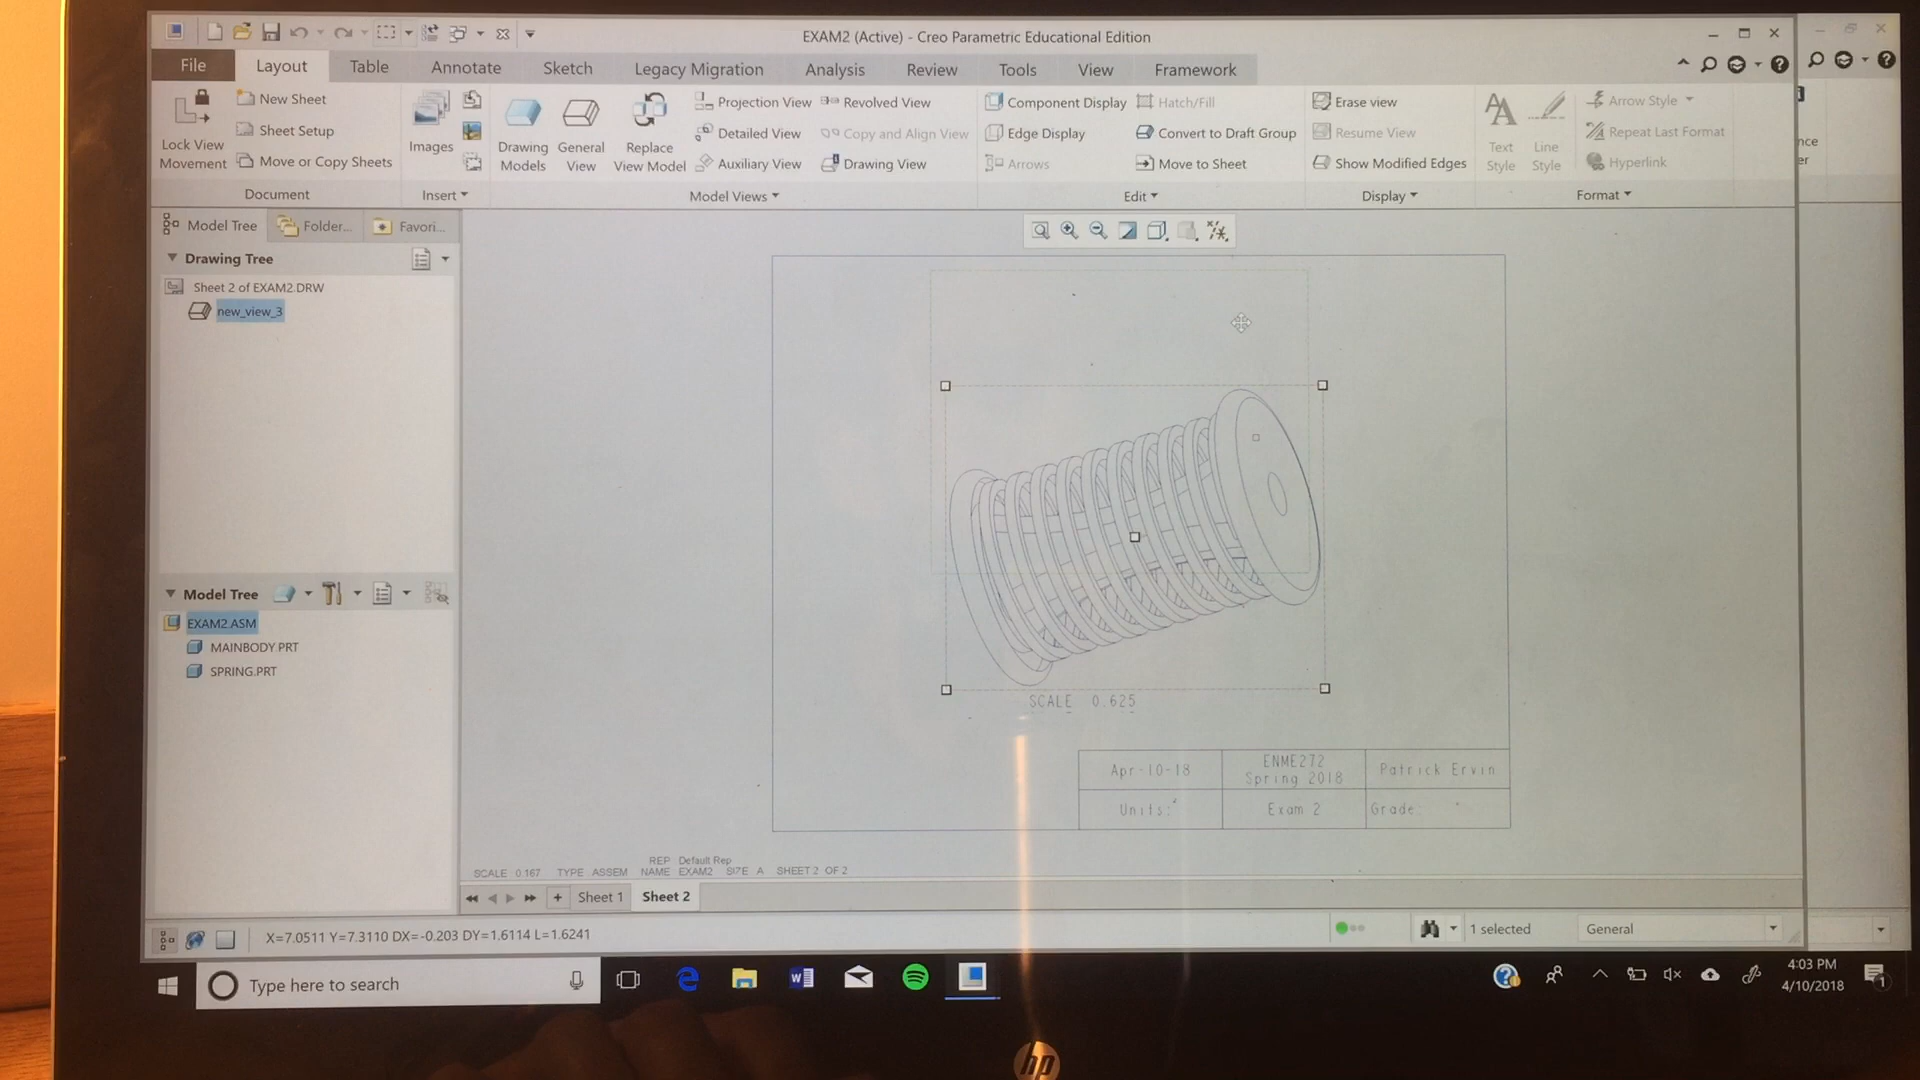 EXAM2 (Active) - Creo Parametric Educational Edition
File Layout Table Annotate Sketch Legacy Migration Analysis Review Tools View Framework
New Sheet
Sheet Setup
Move or Copy Sheets
Lock View
Movement
Document
Images
Insert
Drawing
Models
General
View
Replace
View Model
Projection View
Detailed View
Auxiliary View
Revolved View
Copy and Align View
Drawing View
Model Views
Component Display
Edge Display
Arrows
Hatch/Fill
Convert to Draft Group
Move to Sheet
Edit
Erase view
Resume View
Show Modified Edges
Display
Text
Style
Line
Style
Arrow Style
Repeat Last Format
Hyperlink
Format
nce
er
Model Tree Folder... Favori...
Drawing Tree
Sheet 2 of EXAM2.DRW
new_view_3
Model Tree
EXAM2.ASM
MAINBODY.PRT
SPRING.PRT
SCALE 0.625
Apr-10-18
ENME272
Spring 2018
Patrick Ervin
Units:
Exam 2
Grade
SCALE 0.167 TYPE ASSEM
REP Default Rep
NAME EXAM2 SIZE A SHEET 2 OF 2
Sheet 1 Sheet 2
X=7.0511 Y=7.3110 DX=-0.203 DY=1.6114 L=1.6241
1 selected
General
Type here to search
4:03 PM
4/10/2018
1
hp